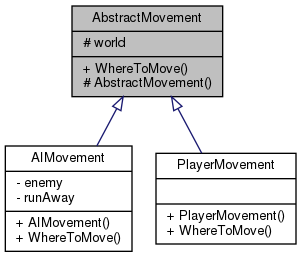 AbstractMovement
# world
+ WhereToMove()
# AbstractMovement()
AIMovement
- enemy
- runAway
+ AIMovement()
+ WhereToMove()
PlayerMovement
+ PlayerMovement()
+ WhereToMove()